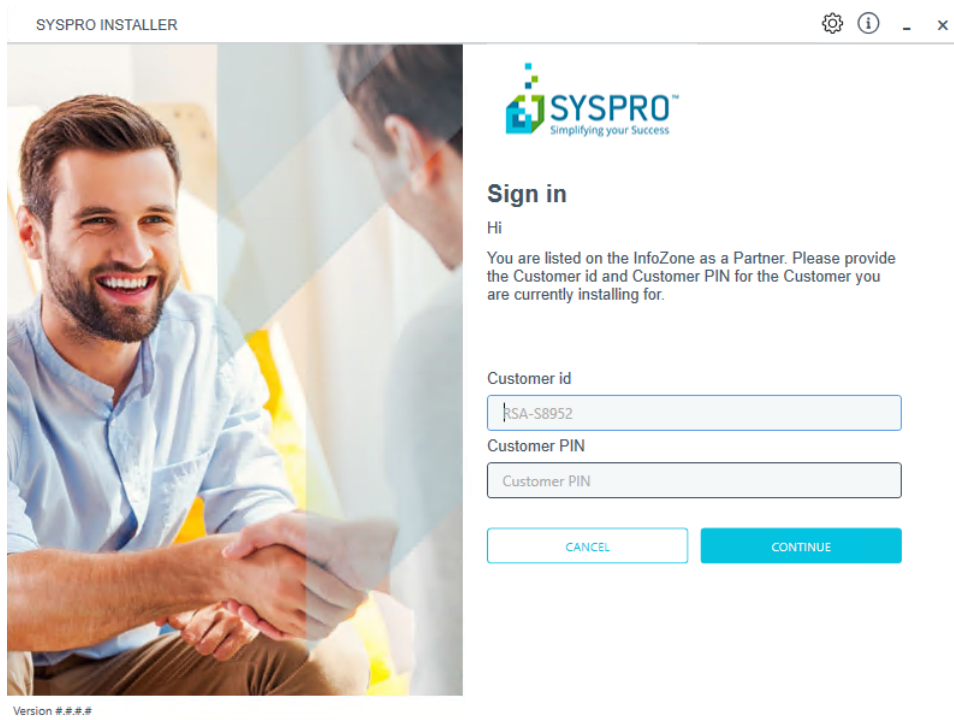 SYSPRO INSTALLER
SYSPRO™
Simplifying your Success
Sign in
Hi
You are listed on the InfoZone as a Partner. Please provide
the Customer id and Customer PIN for the Customer you
are currently installing for.
Customer id
RSA-S8952
Customer PIN
Customer PIN
CANCEL
CONTINUE
Version #.#.#.#